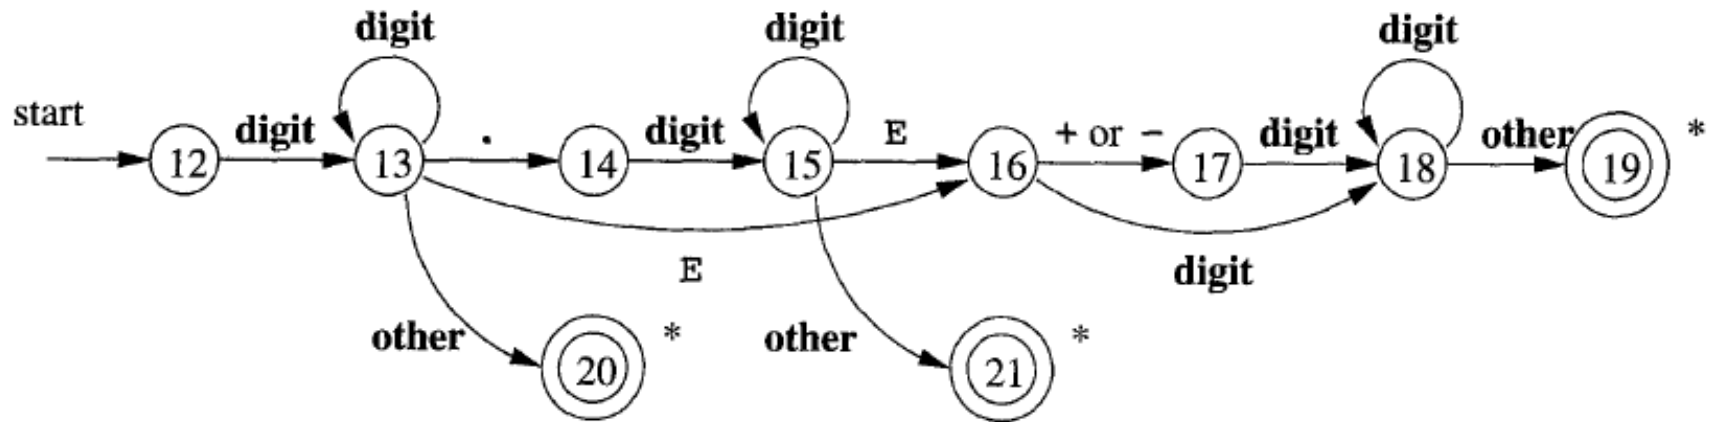 digit digit digit
start digit . digit E + or - digit other *
12 13 14 15 16 17 18 19
E digit
other * other *
20 21